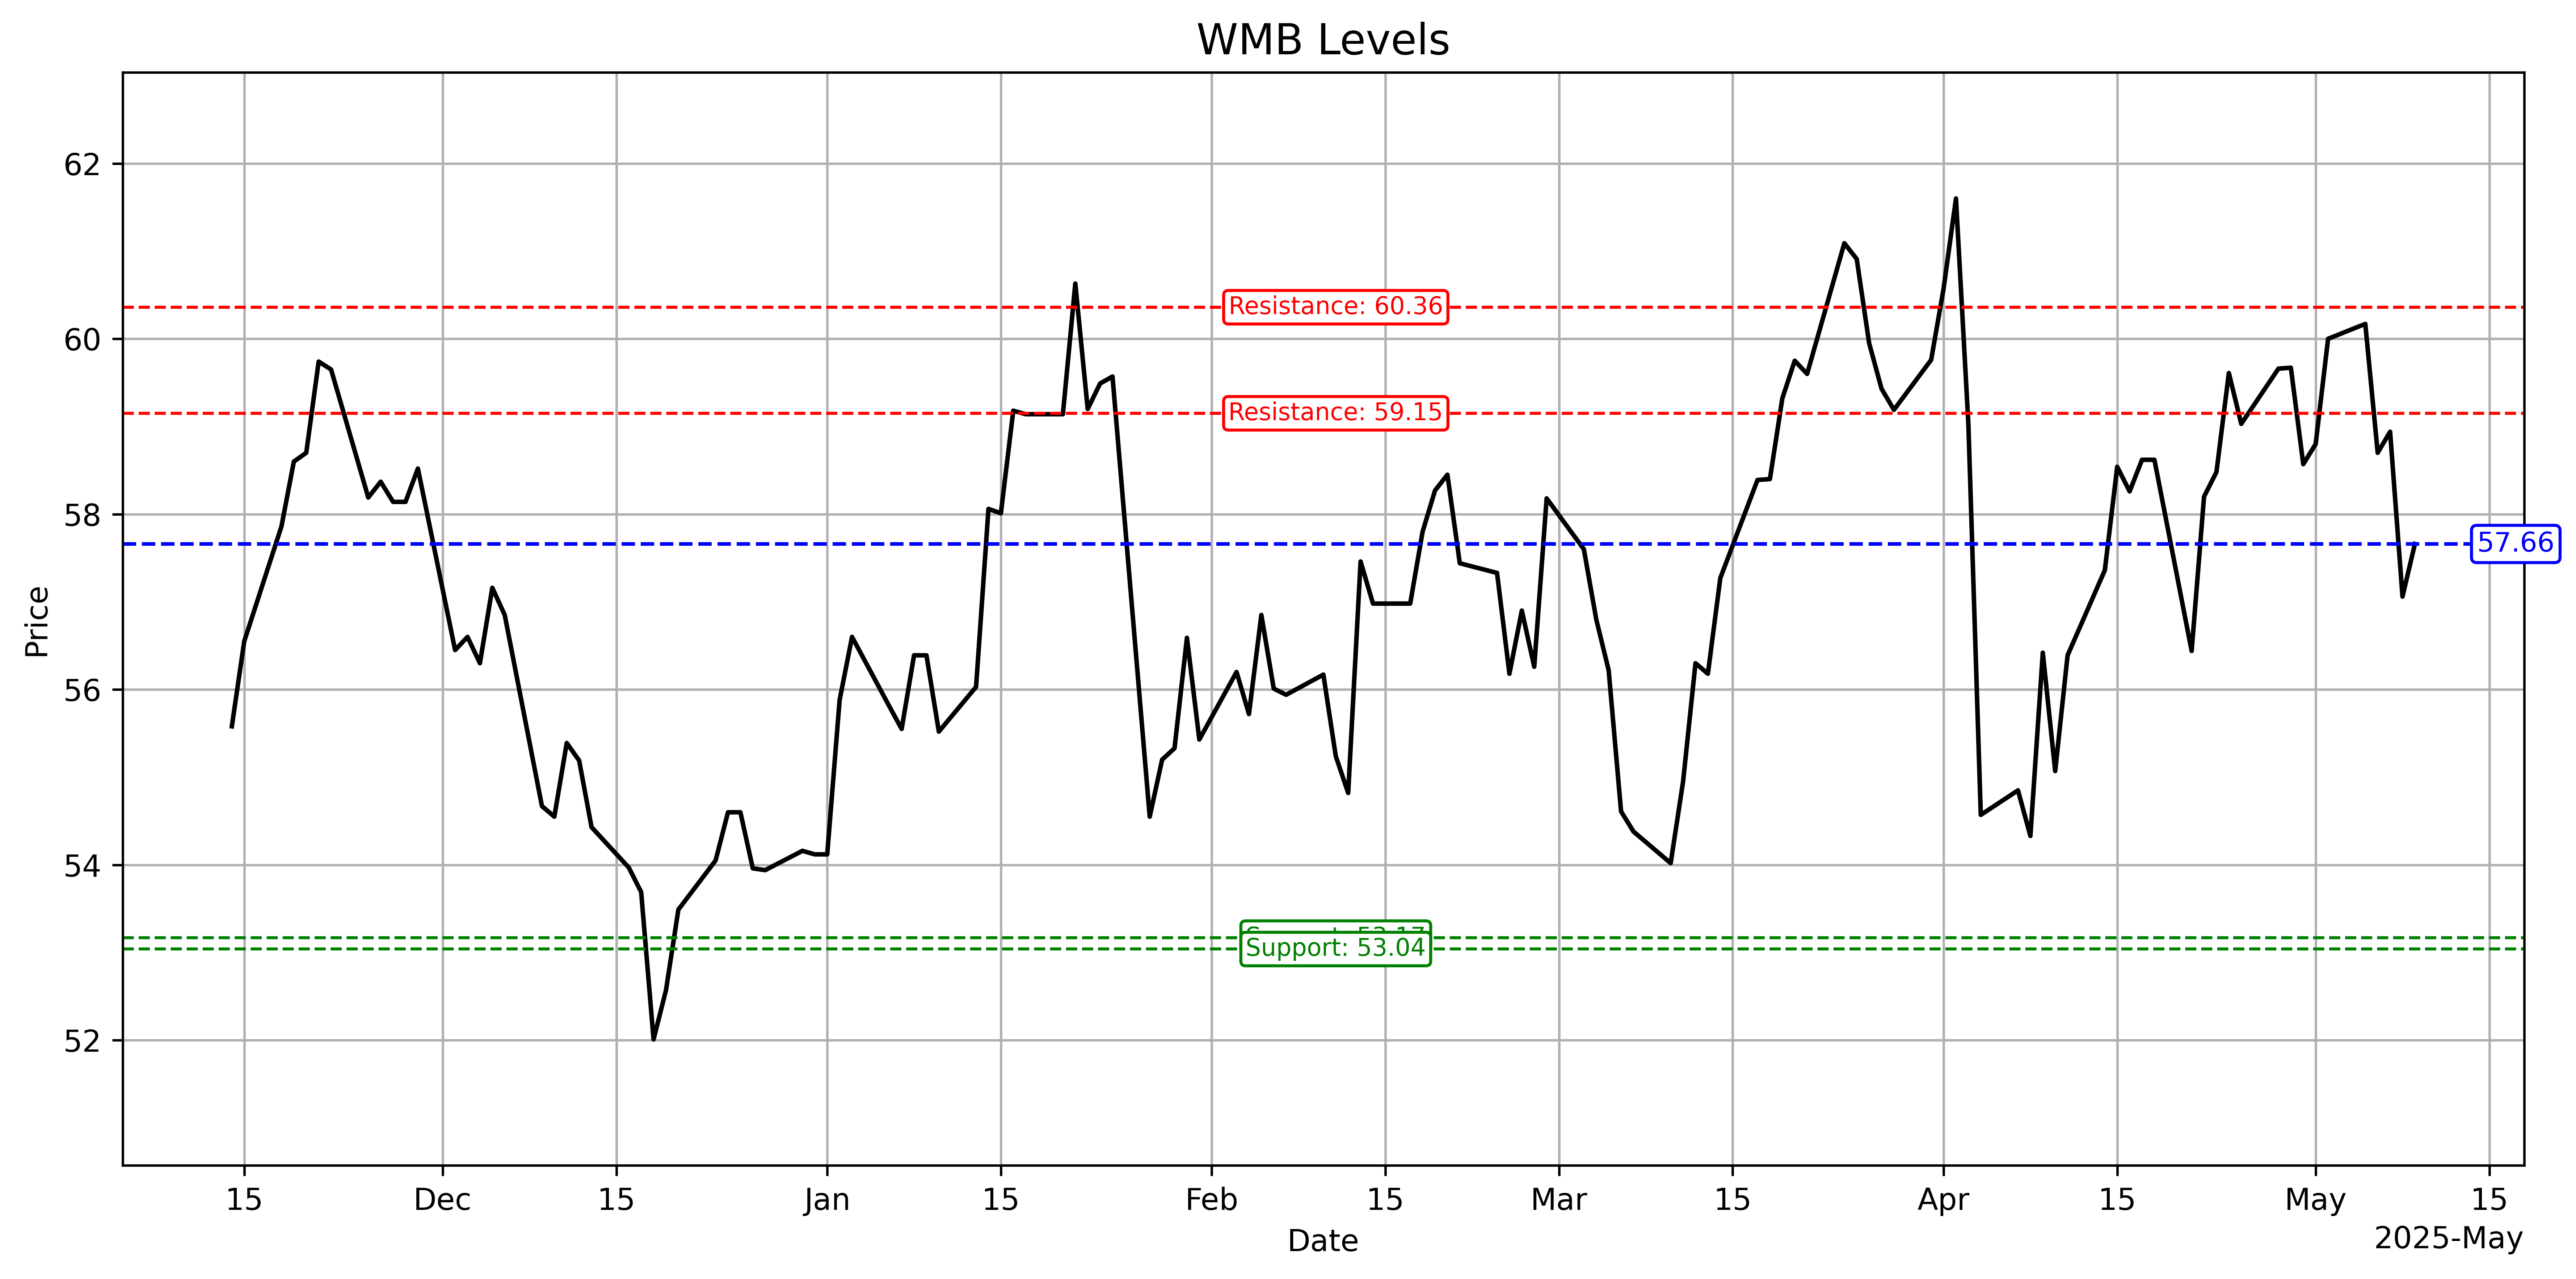 WMB Levels
Price
62
60
58
56
54
52
Resistance: 60.36
Resistance: 59.15
57.66
Support: 53.04
15
Dec
15
Jan
15
Feb
15
Mar
15
Apr
15
May
15
Date
2025-May